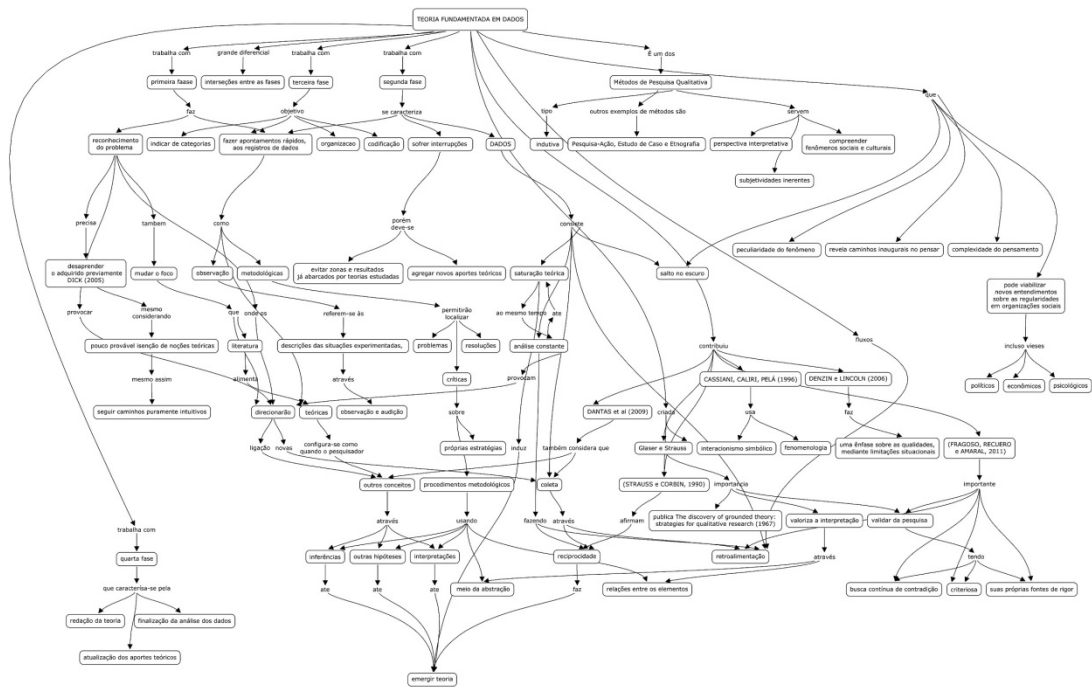 TEORIA FUNDAMENTADA EM DADOS
trabalha com
grande diferencial
trabalha com
trabalha com
É um dos
primeira faase
interseções entre as fases
terceira fase
segunda fase
Métodos de Pesquisa Qualitativa
que
faz
objetivo
se caracteriza
tipo
outros exemplos de métodos são
servem
reconhecimento
do problema
indicar de categorias
fazer apontamentos rápidos,
aos registros de dados
organizacao
codificação
sofrer interrupções
DADOS
indutiva
Pesquisa-Ação, Estudo de Caso e Etnografia
perspectiva interpretativa
compreender
fenômenos sociais e culturais
subjetividades inerentes
precisa
tambem
como
porém
deve-se
consiste
peculiaridade do fenômeno
revela caminhos inaugurais no pensar
complexidade do pensamento
desaprender
o adquirido previamente
DICK (2005)
mudar o foco
observação
metodológicas
evitar zonas e resultados
já abarcados por teorias estudadas
agregar novos aportes teóricos
saturação teórica
salto no escuro
pode viabilizar
novos entendimentos
sobre as regularidades
em organizações sociais
provocar
mesmo
considerando
que
onde os
referem-se ão
permitirão
localizar
ao mesmo tempo
ate
fluxos
pouco provável isenção de noções teóricas
literatura
descrições das situações experimentadas,
problemas
resoluções
análise constante
contribuiu
incluso vieses
mesmo assim
alimenta
através
críticas
provocam
CASSIANI, CALIRI, PELÁ (1996)
DENZIN e LINCOLN (2006)
políticos
econômicos
psicológicos
seguir caminhos puramente intuitivos
direcionarão
teóricas
observação e audição
sobre
DANTAS et al (2009)
criada
usa
faz
ligação
novas
configura-se como
quando o pesquisador
próprias estratégias
induz
também considera que
Glaser e Strauss
interacionismo simbólico
fenomenologia
uma ênfase sobre as qualidades,
mediante limitações situacionais
(FRAGOSO, RECUERO
e AMARAL, 2011)
outros conceitos
procedimentos metodológicos
coleta
(STRAUSS e CORBIN, 1990)
importancia
importante
através
usando
fazendo
através
afirmam
publica The discovery of grounded theory:
strategies for qualitative research (1967)
valoriza a interpretação
validar da pesquisa
trabalha com
quarta fase
inferências
outras hipóteses
interpretações
reciprocidade
retroalimentação
através
tendo
que caracterisa-se pela
ate
ate
ate
meio da abstração
faz
relações entre os elementos
busca contínua de contradição
criteriosa
suas próprias fontes de rigor
redação da teoria
finalização da análise dos dados
atualização dos aportes teóricos
emergir teoria